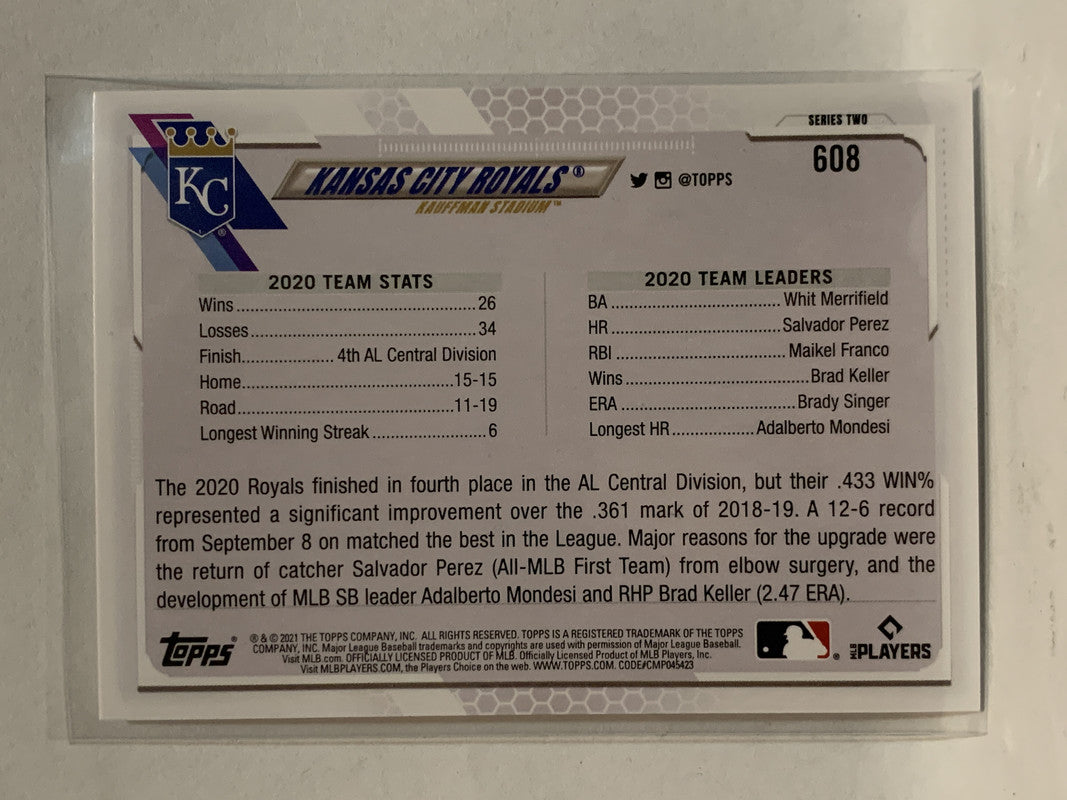 SERIES TWO
608
KC
®
KANSAS CITY ROYALS®
KAUFFMAN STADIUM™
@TOPPS
2020 TEAM STATS
Wins 26
Losses 34
Finish 4th AL Central Division
Home 15-15
Road 11-19
Longest Winning Streak 6
2020 TEAM LEADERS
BA Whit Merrifield
HR Salvador Perez
RBI Maikel Franco
Wins Brad Keller
ERA Brady Singer
Longest HR Adalberto Mondesi
The 2020 Royals finished in fourth place in the AL Central Division, but their .433 WIN%
represented a significant improvement over the .361 mark of 2018-19. A 12-6 record
from September 8 on matched the best in the League. Major reasons for the upgrade were
the return of catcher Salvador Perez (All-MLB First Team) from elbow surgery, and the
development of MLB SB leader Adalberto Mondesi and RHP Brad Keller (2.47 ERA).
Topps®
® & © 2021 THE TOPPS COMPANY, INC. ALL RIGHTS RESERVED. TOPPS IS A REGISTERED TRADEMARK OF THE TOPPS
COMPANY, INC. Major League Baseball trademarks and copyrights are used with permission of Major League Baseball.
Visit MLB.com. OFFICIALLY LICENSED PRODUCT OF MLB. Officially Licensed Product of MLB Players, Inc.
Visit MLBPLAYERS.COM, the Players Choice on the web. WWW.TOPPS.COM. CODE#CMP045423
®
MLB PLAYERS